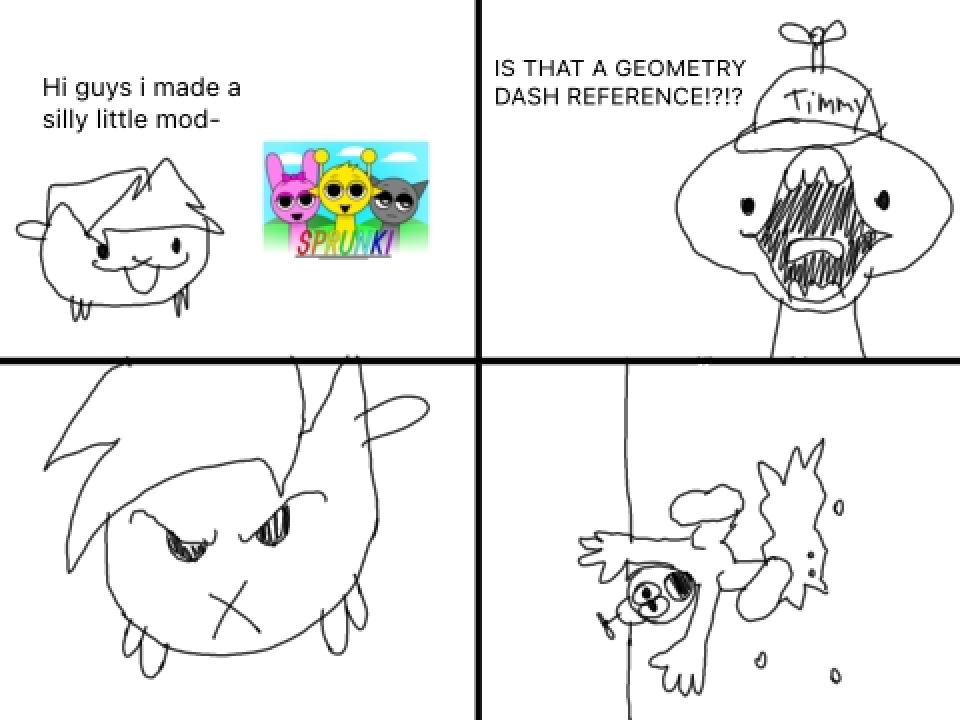 Hi guys i made a
silly little mod-
SPRUNKI
IS THAT A GEOMETRY
DASH REFERENCE!?!?
Timmy